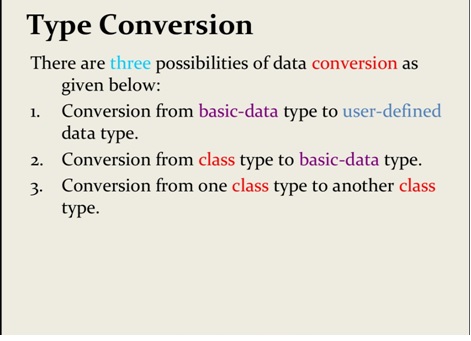 Type Conversion
There are three possibilities of data conversion as
given below:
1. Conversion from basic-data type to user-defined
data type.
2. Conversion from class type to basic-data type.
3. Conversion from one class type to another class
type.